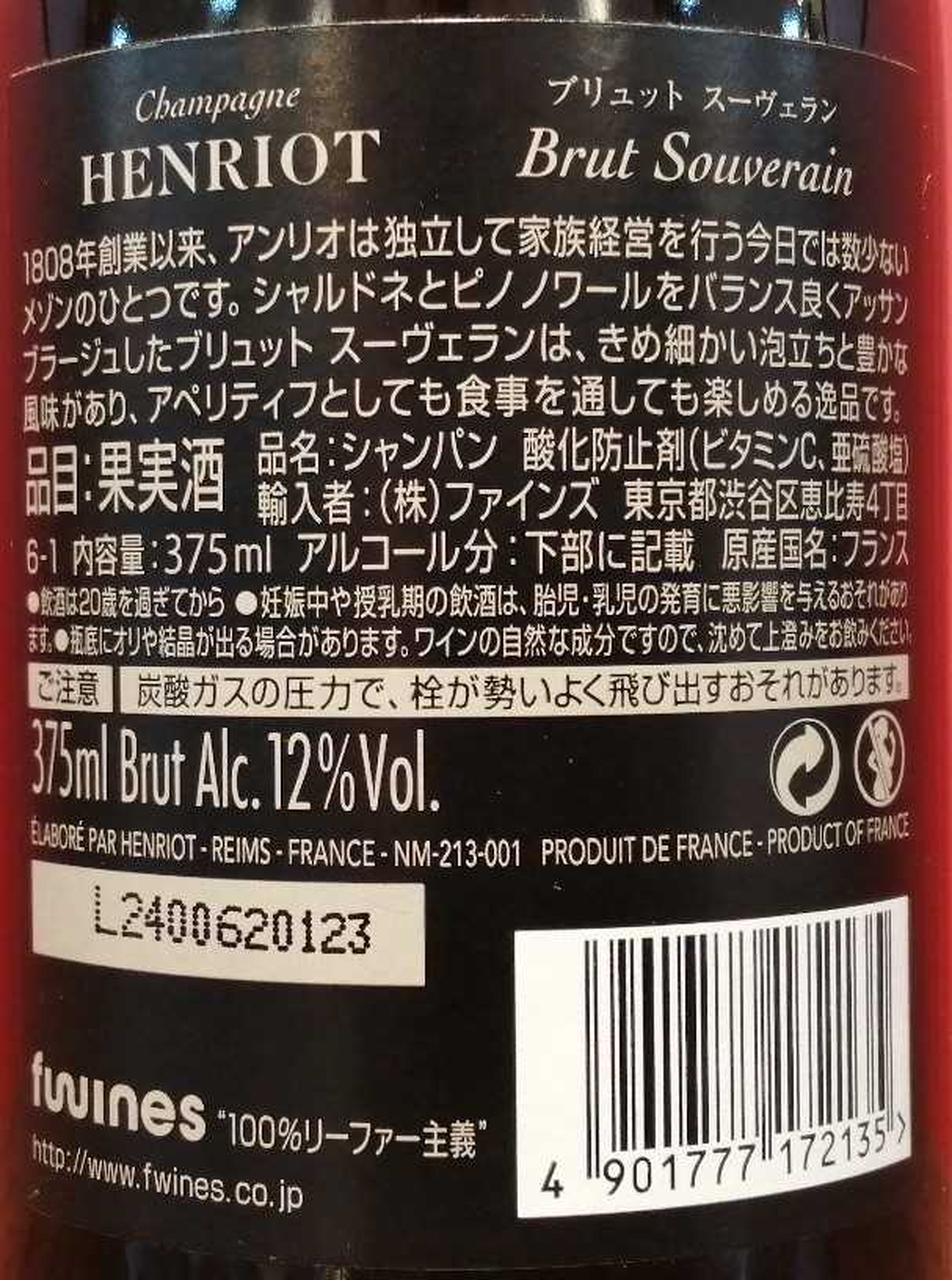 Champagne
HENRIOT
ブリュット スーヴェラン
Brut Souverain
1808年創業以来、アンリオは独立して家族経営を行う今日では数少ない
メゾンのひとつです。シャルドネとピノ ノワールをバランス良くアッサン
ブラージュしたブリュット スーヴェランは、きめ細かい泡立ちと豊かな
風味があり、アペリティフとしても食事を通しても楽しめる逸品です。
品目:果実酒 品名:シャンパン 酸化防止剤(ビタミンC、亜硫酸塩)
輸入者:(株)ファインズ 東京都渋谷区恵比寿4丁目
6-1 内容量:375ml アルコール分:下部に記載 原産国名:フランス
●飲酒は20歳を過ぎてから ●妊娠中や授乳期の飲酒は、胎児・乳児の発育に悪影響を与えるおそれがあり
ます。●瓶底にオリや結晶が出る場合があります。ワインの自然な成分ですので、沈めて上澄みをお飲みください。
ご注意 炭酸ガスの圧力で、栓が勢いよく飛び出すおそれがあります。
375ml Brut Alc. 12%Vol.
ÉLABORÉ PAR HENRIOT - REIMS - FRANCE - NM-213-001 PRODUIT DE FRANCE - PRODUCT OF FRANCE
L2400620123
fwines "100%リーファー主義"
http://www.fwines.co.jp
4 901777 172135 >